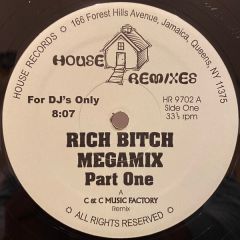 HOUSE RECORDS • 166 Forest Hills Avenue, Jamaica Queens, NY 11375
HOUSE REMIXES
For DJ's Only
8:07
HR 9702 A
Side One
33⅓ rpm
RICH BITCH
MEGAMIX
Part One
A
C & C MUSIC FACTORY
Remix
• ALL RIGHTS RESERVED •